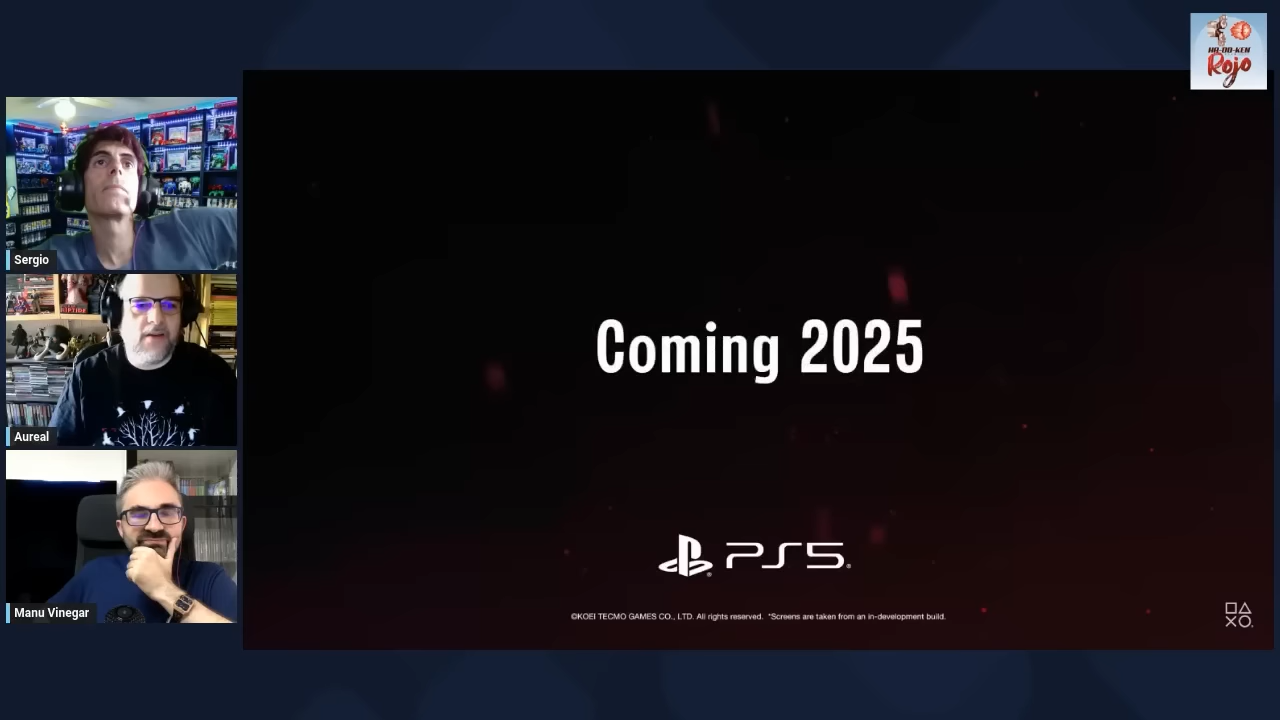 HA-DO-KEN
Rojo
Sergio
Aureal
Manu Vinegar
Coming 2025
PS5®
©KOEI TECMO GAMES CO., LTD. All rights reserved. *Screens are taken from an in-development build.